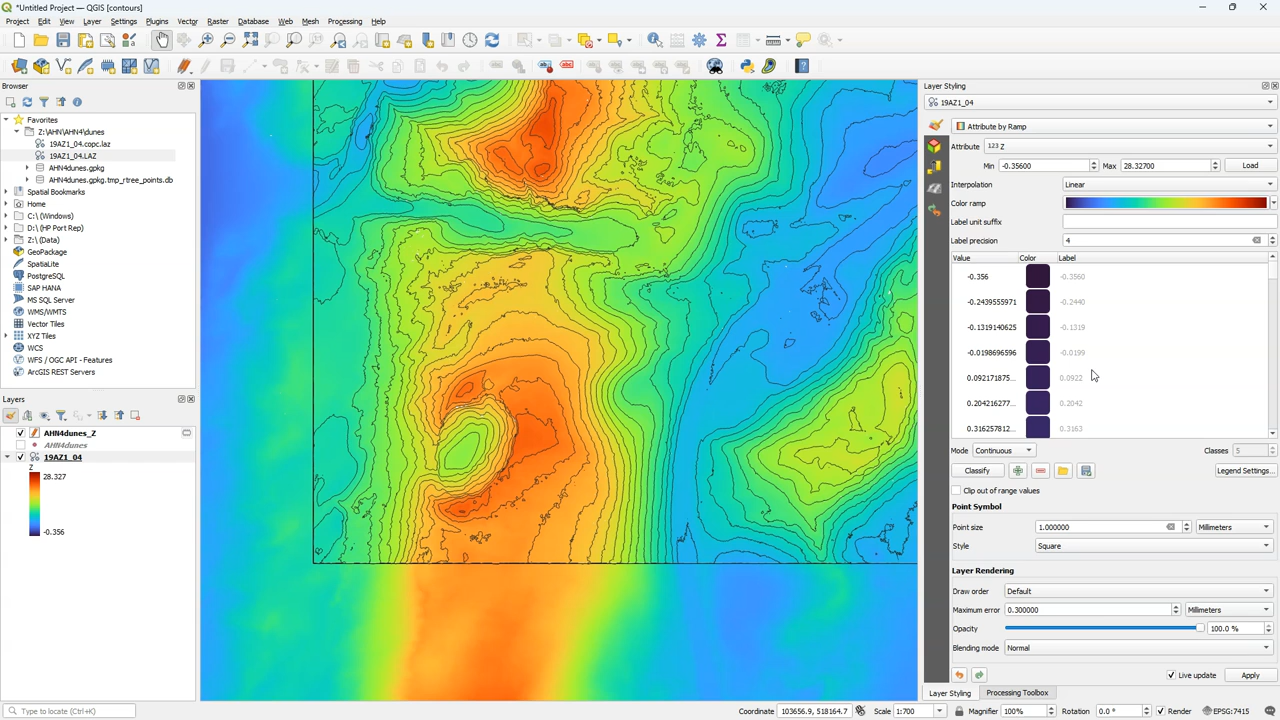 *Untitled Project — QGIS [contours]
Project Edit View Layer Settings Plugins Vector Raster Database Web Mesh Processing Help
Browser
Favorites
Z:\AHN\AHN4\dunes
19AZ1_04.copc.laz
19AZ1_04.LAZ
AHN4dunes.gpkg
AHN4dunes.gpkg.tmp_rtree_points.db
Spatial Bookmarks
Home
C:\ (Windows)
D:\ (HP Port Rep)
Z:\ (Data)
GeoPackage
SpatiaLite
PostgreSQL
SAP HANA
MS SQL Server
WMS/WMTS
Vector Tiles
XYZ Tiles
WCS
WFS / OGC API - Features
ArcGIS REST Servers
Layers
AHN4dunes_Z
AHN4dunes
19AZ1_04
Z
28.327
-0.356
Layer Styling
19AZ1_04
Attribute by Ramp
Attribute 123 Z
Min -0.35600 Max 28.32700 Load
Interpolation Linear
Color ramp
Label unit suffix
Label precision 4
Value Color Label
-0.356 -0.3560
-0.2439555971 -0.2440
-0.1319140625 -0.1319
-0.0198696596 -0.0199
0.092171875... 0.0922
0.204216277... 0.2042
0.316257812... 0.3163
Mode Continuous Classes 5
Classify Legend Settings...
Clip out of range values
Point Symbol
Point size 1.000000 Millimeters
Style Square
Layer Rendering
Draw order Default
Maximum error 0.300000 Millimeters
Opacity 100.0 %
Blending mode Normal
Live update Apply
Layer Styling Processing Toolbox
Type to locate (Ctrl+K) Coordinate 103656.9, 518164.7 Scale 1:700 Magnifier 100% Rotation 0.0 ° Render EPSG:7415